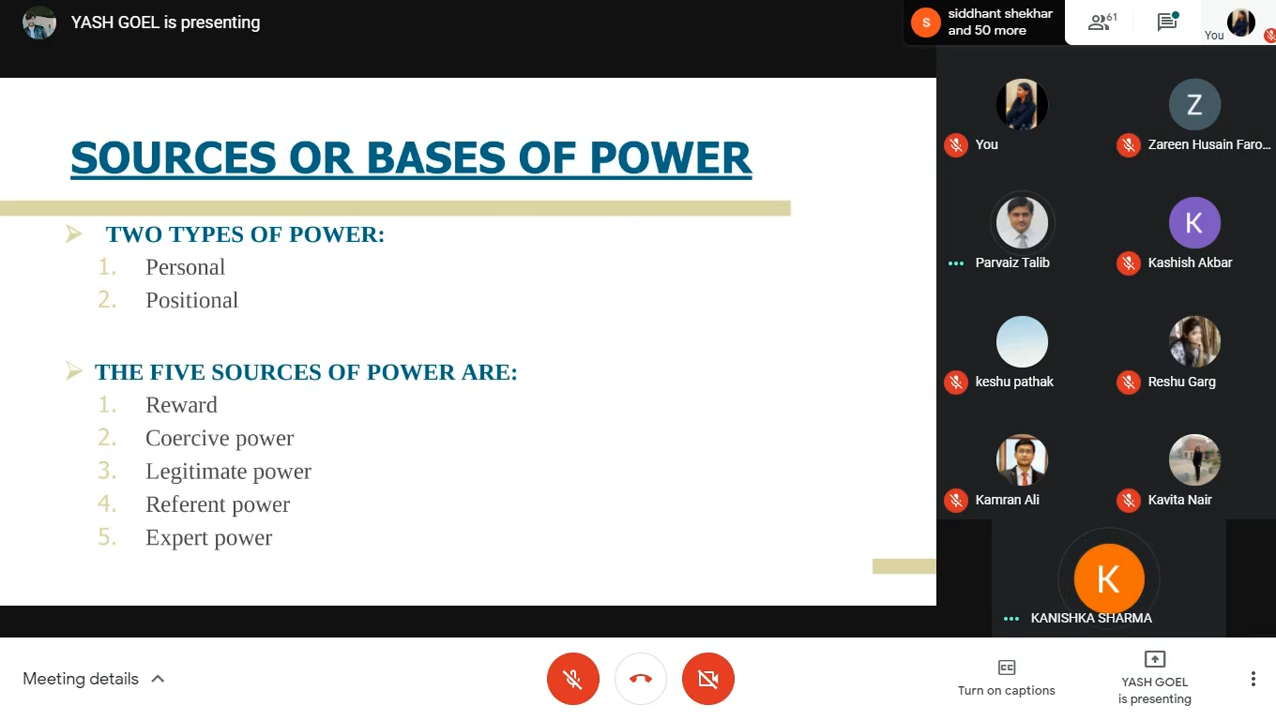 YASH GOEL is presenting
S
siddhant shekhar
and 50 more
61
You
SOURCES OR BASES OF POWER
TWO TYPES OF POWER:
1. Personal
2. Positional
THE FIVE SOURCES OF POWER ARE:
1. Reward
2. Coercive power
3. Legitimate power
4. Referent power
5. Expert power
You
Z
Zareen Husain Faro...
Parvaiz Talib
K
Kashish Akbar
keshu pathak
Reshu Garg
Kamran Ali
Kavita Nair
K
KANISHKA SHARMA
Meeting details
CC
Turn on captions
YASH GOEL
is presenting